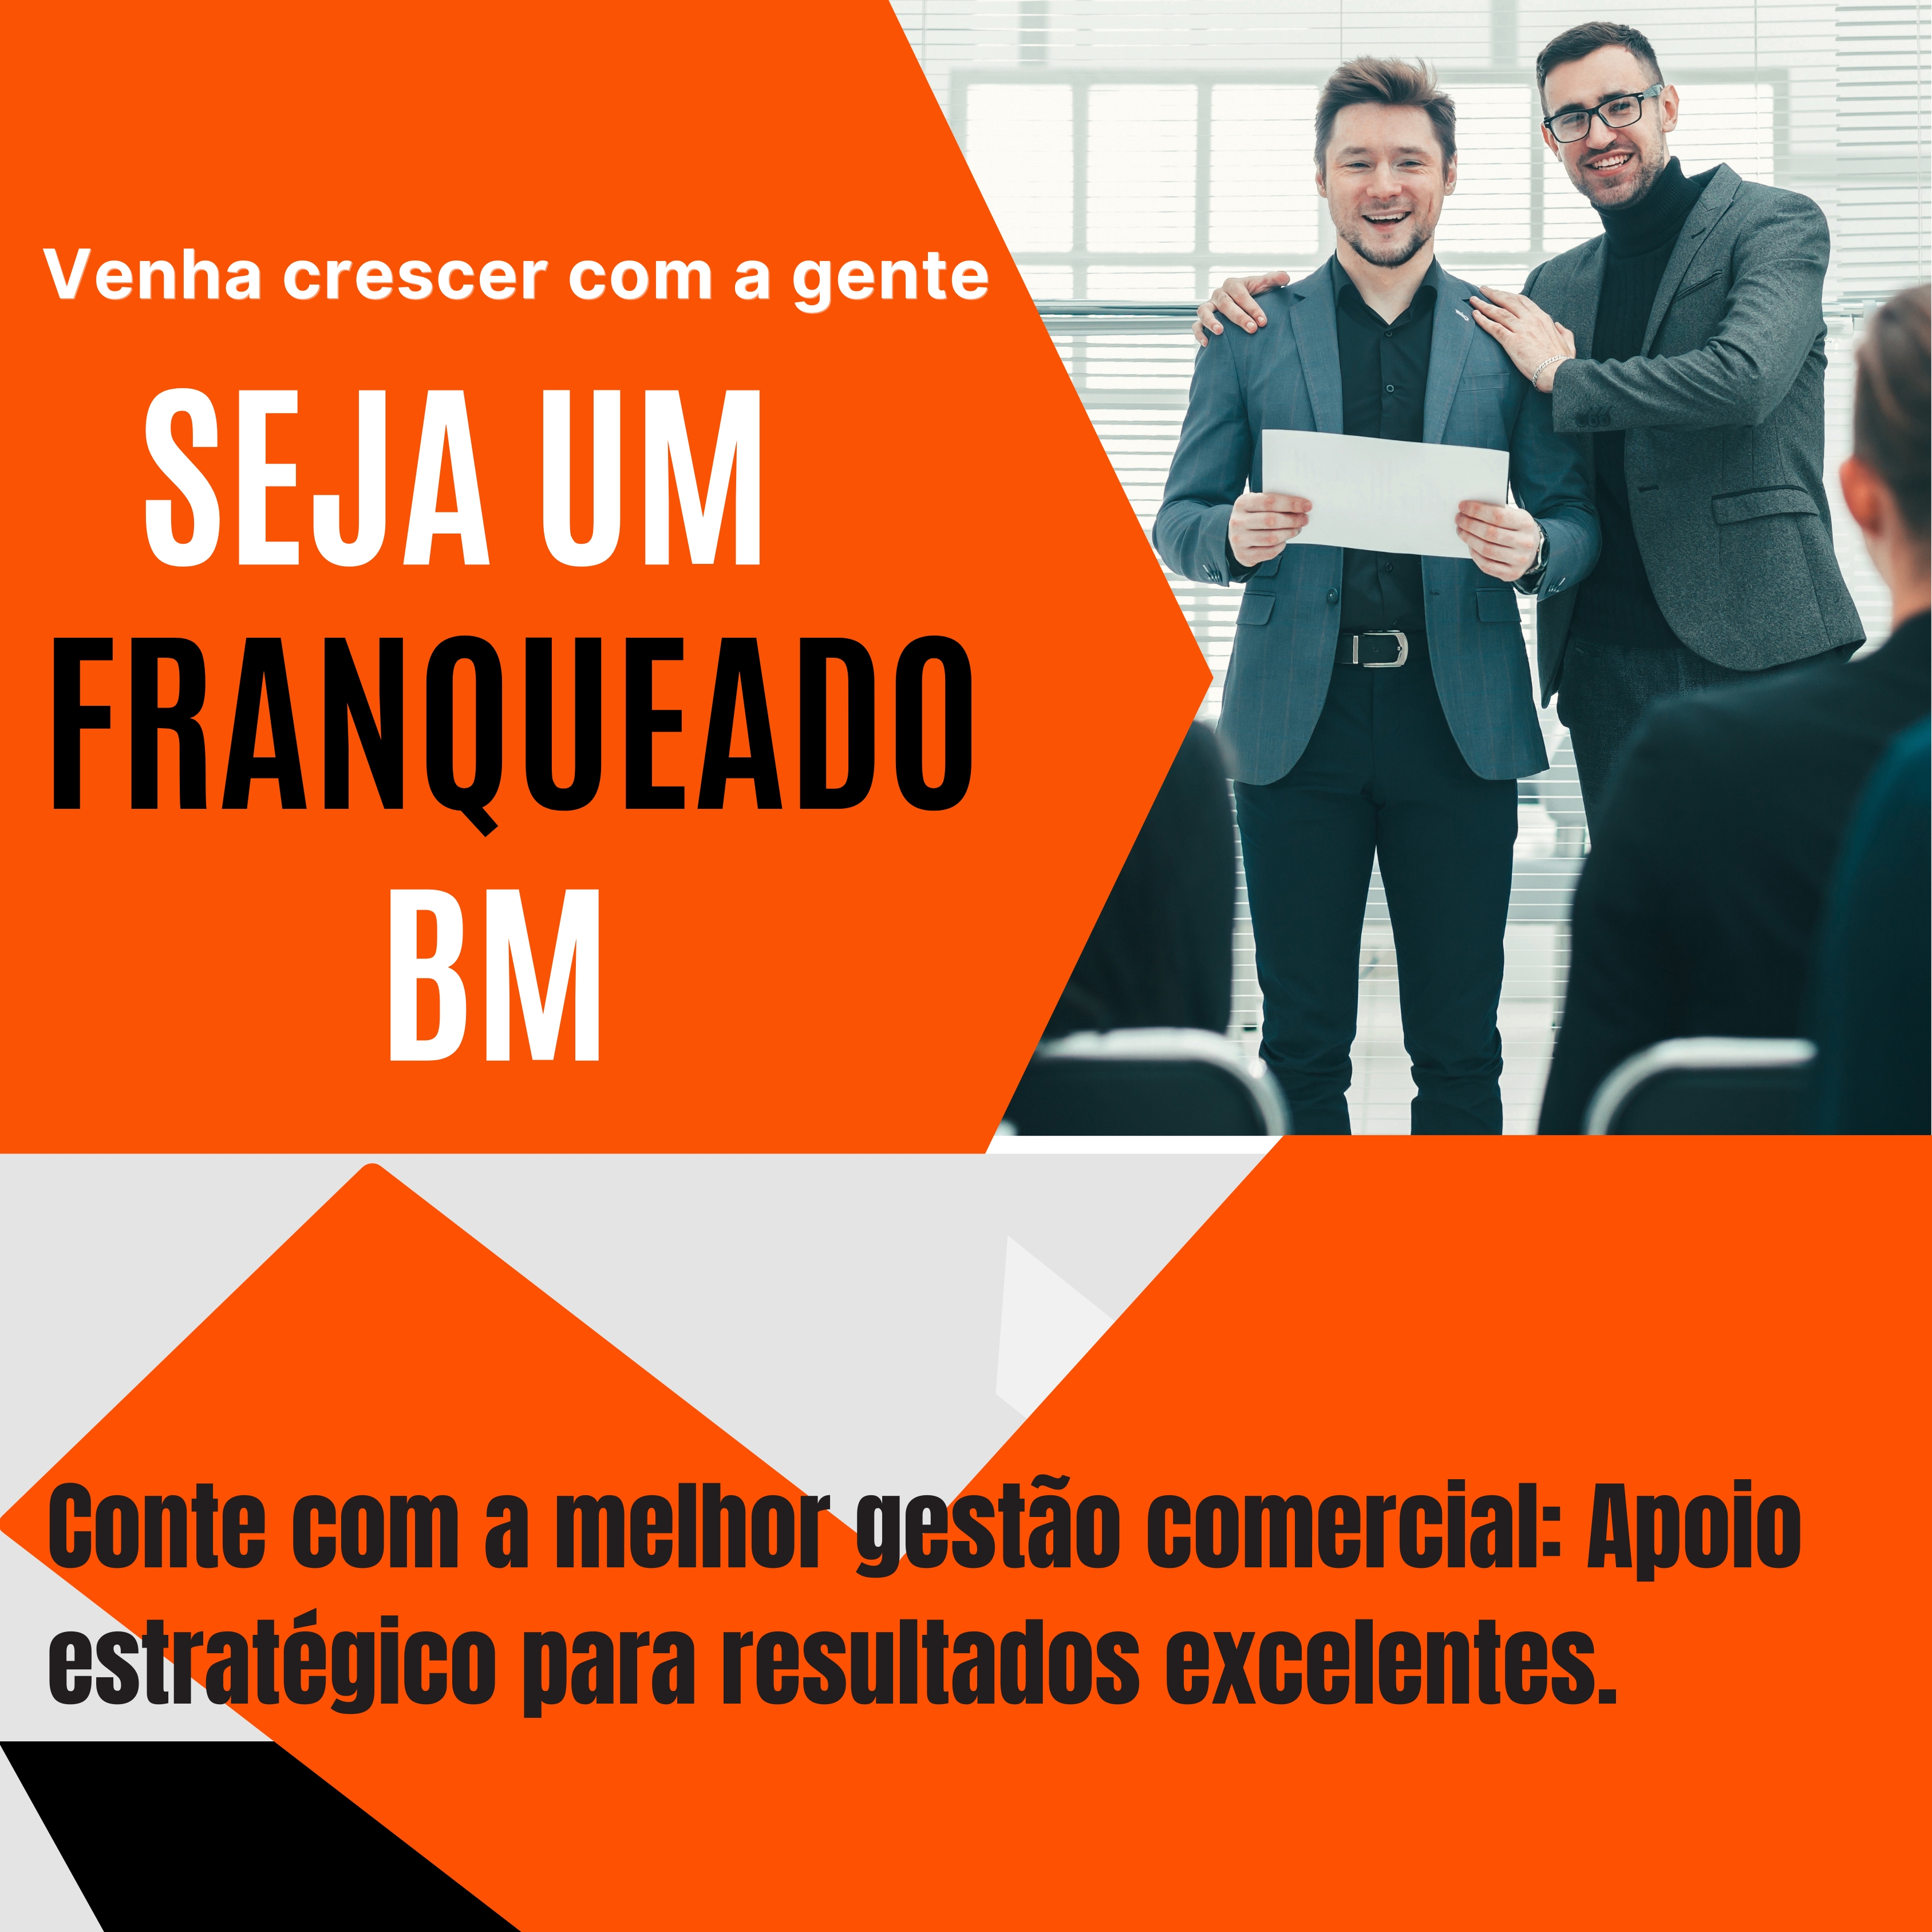 Venha crescer com a gente
SEJA UM
FRANQUEADO
BM
Conte com a melhor gestão comercial: Apoio
estratégico para resultados excelentes.